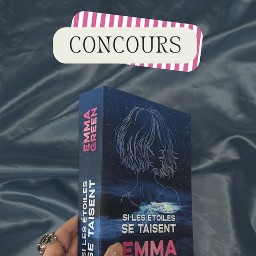 CONCOURS
EMMA
GREEN
SI LES ÉTOILES
SE TAISENT
SI LES ÉTOILES
SE TAISENT
EMMA